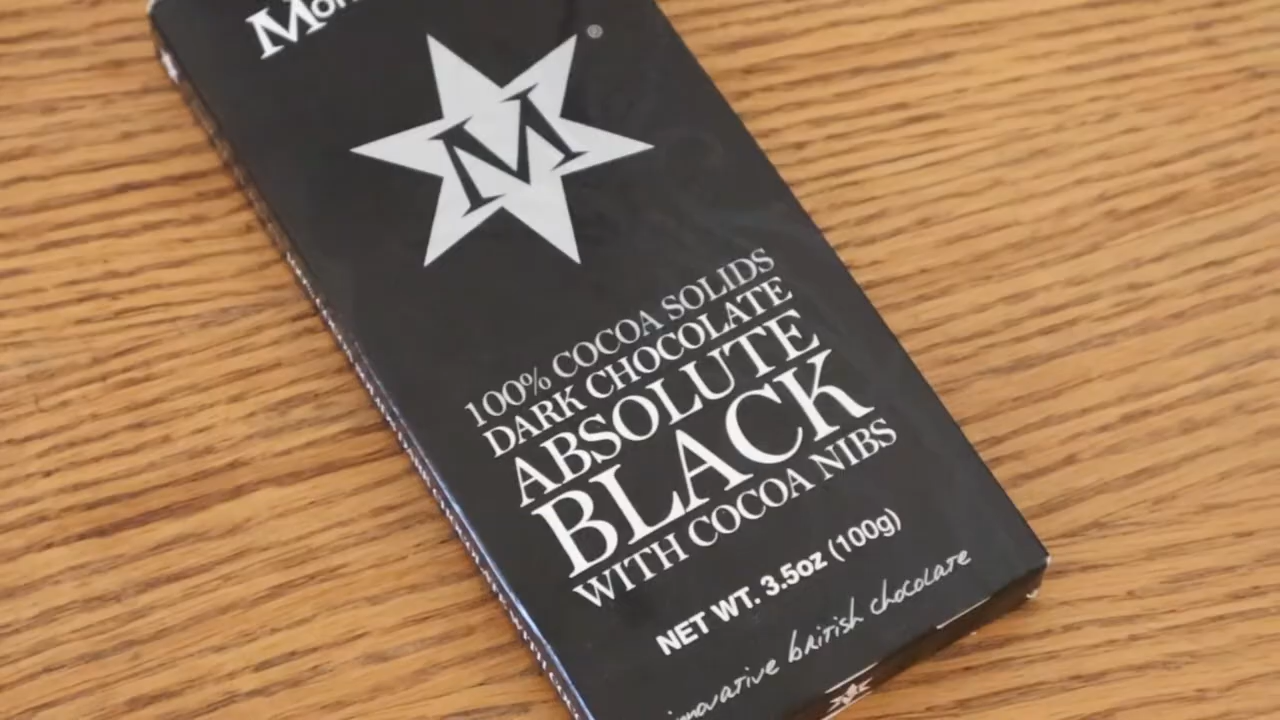 M
®
100% COCOA SOLIDS
DARK CHOCOLATE
ABSOLUTE
BLACK
WITH COCOA NIBS
NET WT. 3.5oz (100g)
innovative british chocolate